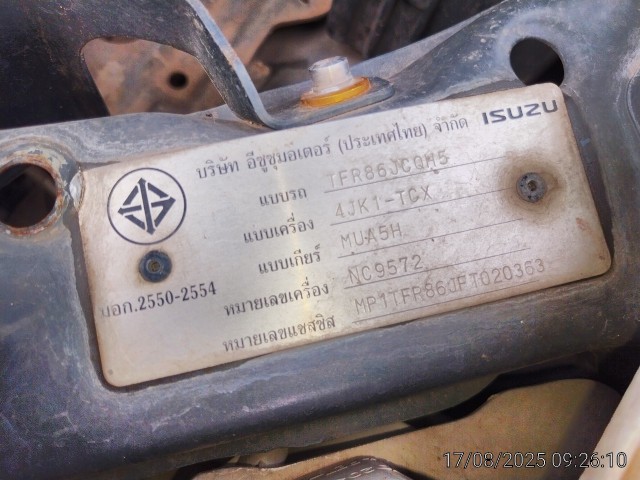 บริษัท อีซูซุมอเตอร์ (ประเทศไทย) จำกัด ISUZU
แบบรถ TFR86JCQM5
แบบเครื่อง 4JK1-TCX
แบบเกียร์ MUA5H
มอก.2550-2554
หมายเลขเครื่อง NC9572
หมายเลขแชสซิส MP1TFR86JFT020363
17/08/2025 09:26:10